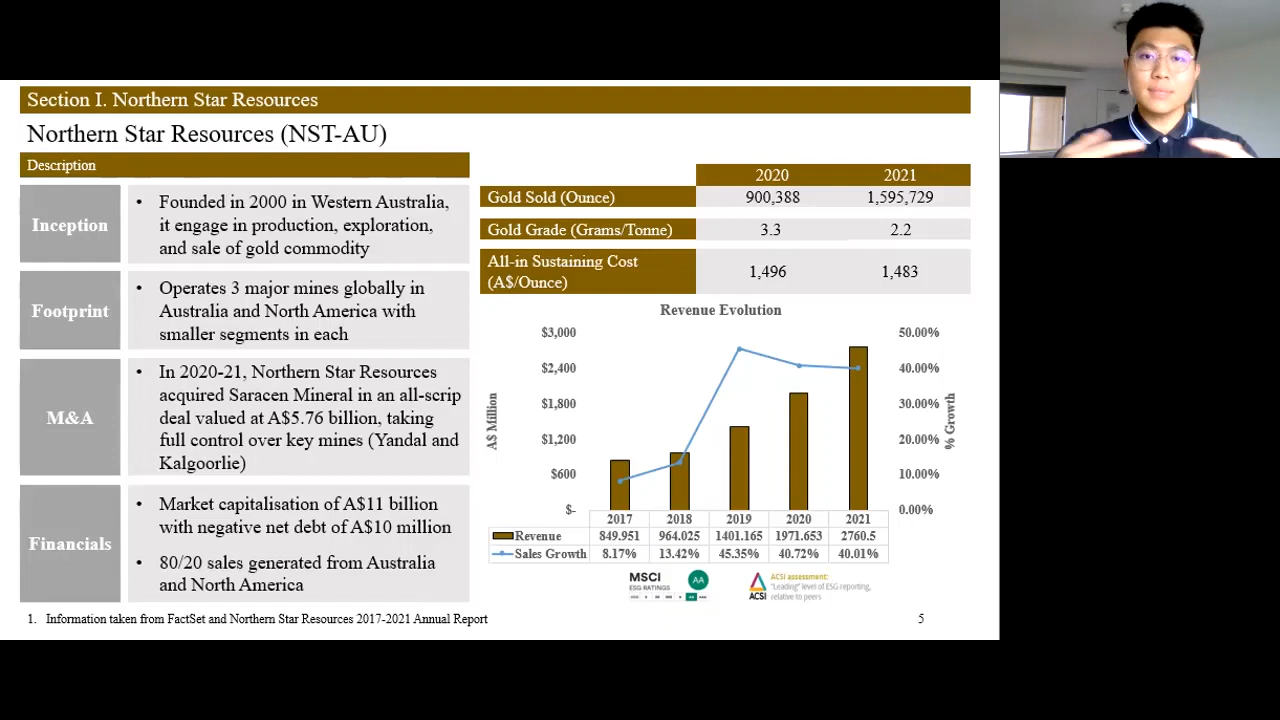 Section I. Northern Star Resources
Northern Star Resources (NST-AU)
Description
Inception
• Founded in 2000 in Western Australia,
it engage in production, exploration,
and sale of gold commodity
Footprint
• Operates 3 major mines globally in
Australia and North America with
smaller segments in each
M&A
• In 2020-21, Northern Star Resources
acquired Saracen Mineral in an all-scrip
deal valued at A$5.76 billion, taking
full control over key mines (Yandal and
Kalgoorlie)
Financials
• Market capitalisation of A$11 billion
with negative net debt of A$10 million
• 80/20 sales generated from Australia
and North America
2020 2021
Gold Sold (Ounce) 900,388 1,595,729
Gold Grade (Grams/Tonne) 3.3 2.2
All-in Sustaining Cost
(A$/Ounce) 1,496 1,483
Revenue Evolution
$3,000 50.00%
$2,400 40.00%
$1,800 30.00%
$1,200 20.00%
$600 10.00%
$- 0.00%
A$ Million
% Growth
2017 2018 2019 2020 2021
Revenue 849.951 964.025 1401.165 1971.653 2760.5
Sales Growth 8.17% 13.42% 45.35% 40.72% 40.01%
MSCI
ESG RATINGS
AA
ACSI
ACSI assessment:
"Leading" level of ESG reporting,
relative to peers
1. Information taken from FactSet and Northern Star Resources 2017-2021 Annual Report
5